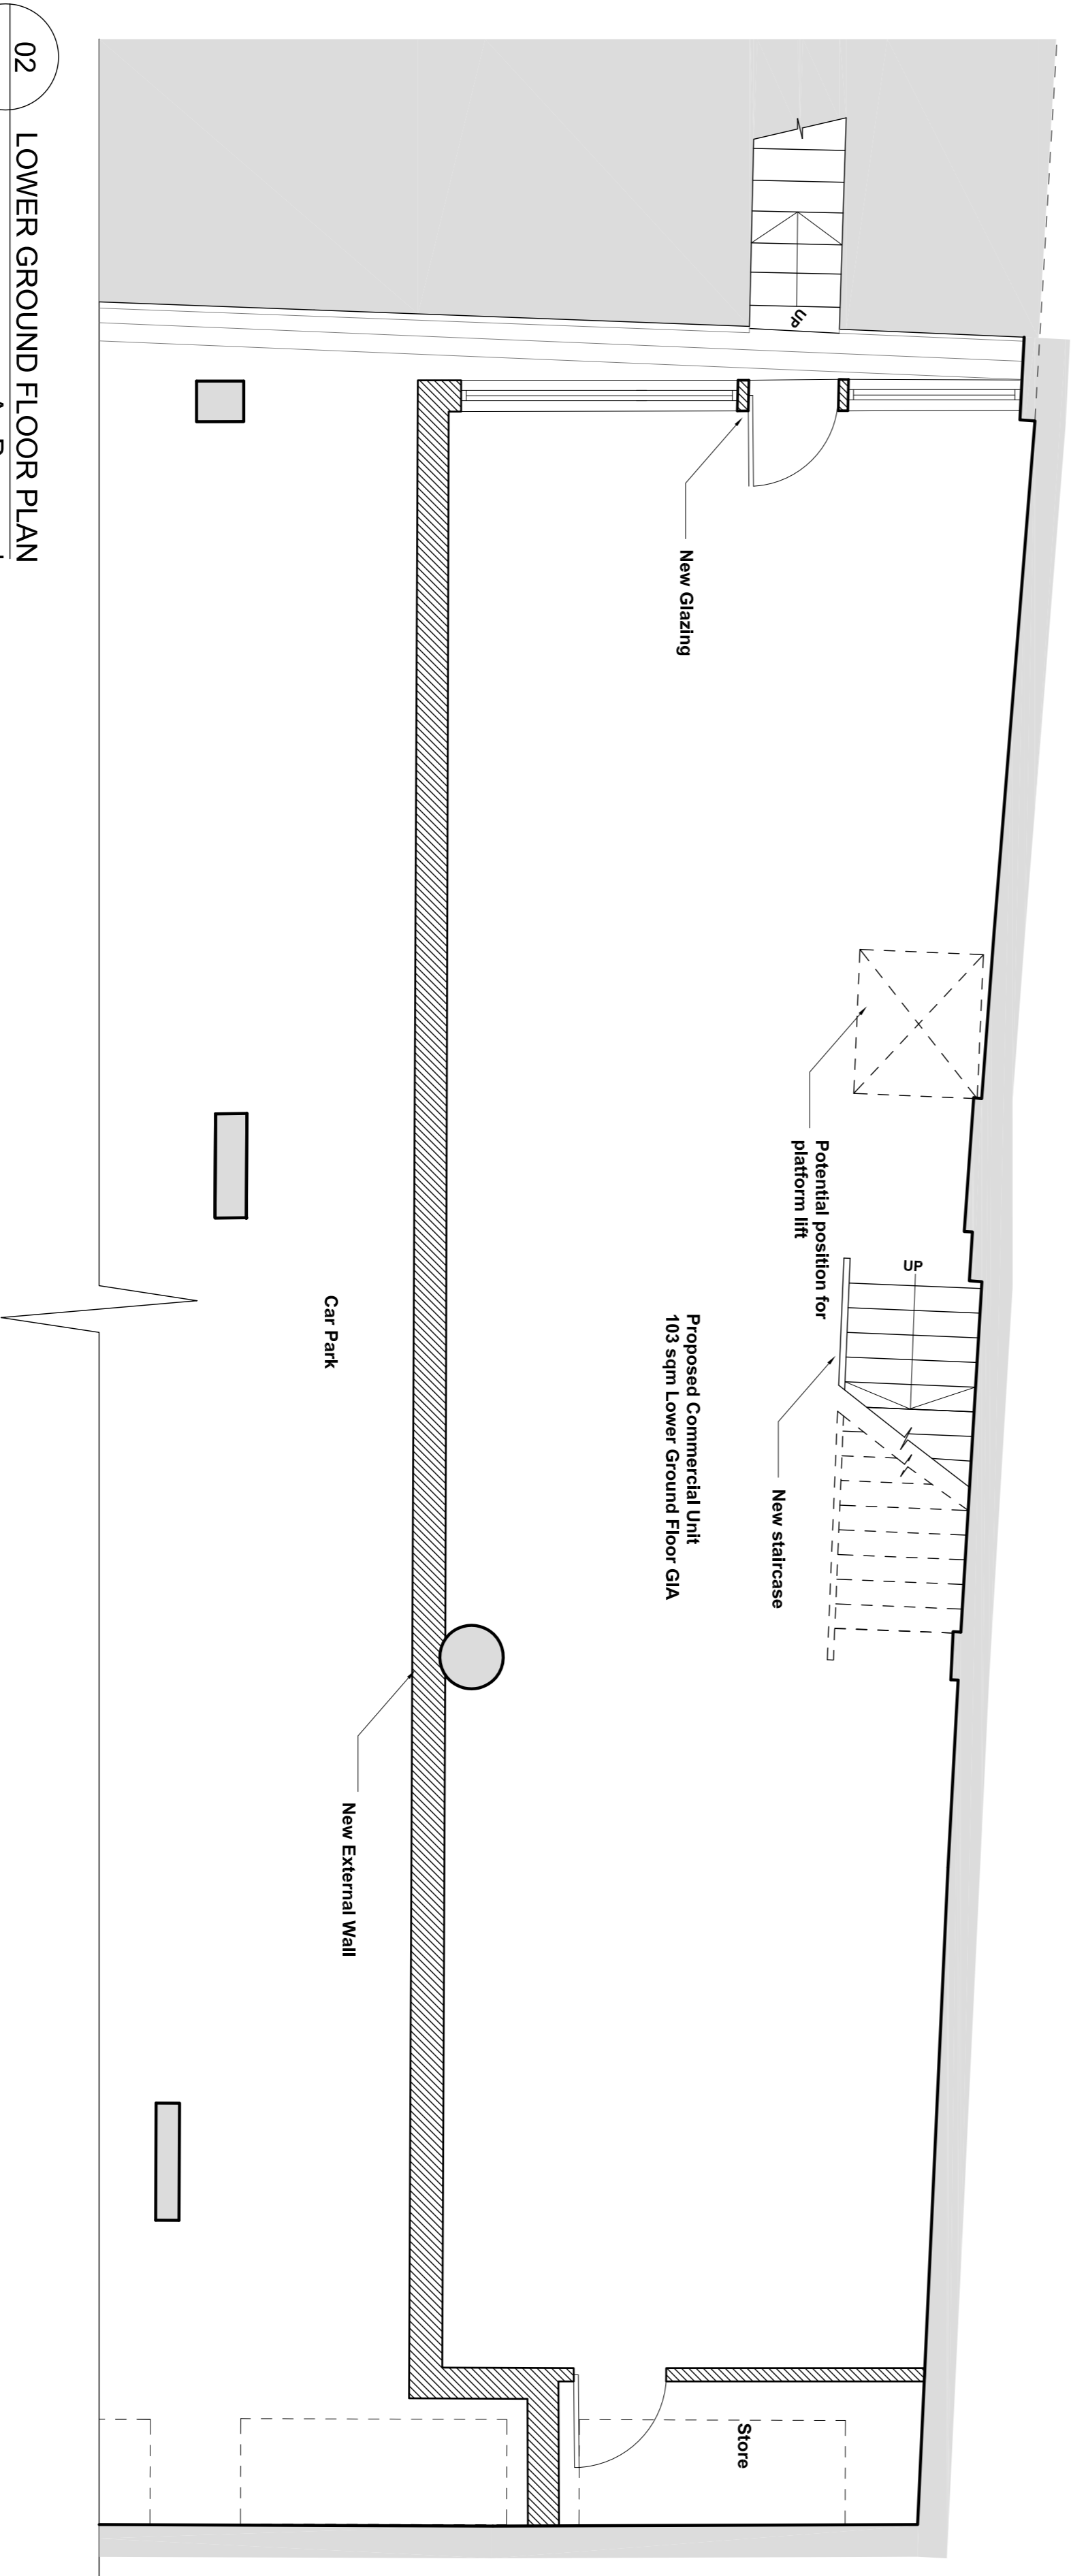 02
LOWER GROUND FLOOR PLAN
UP
New Glazing
Potential position for
platform lift
UP
New staircase
Proposed Commercial Unit
103 sqm Lower Ground Floor GIA
Car Park
New External Wall
Store